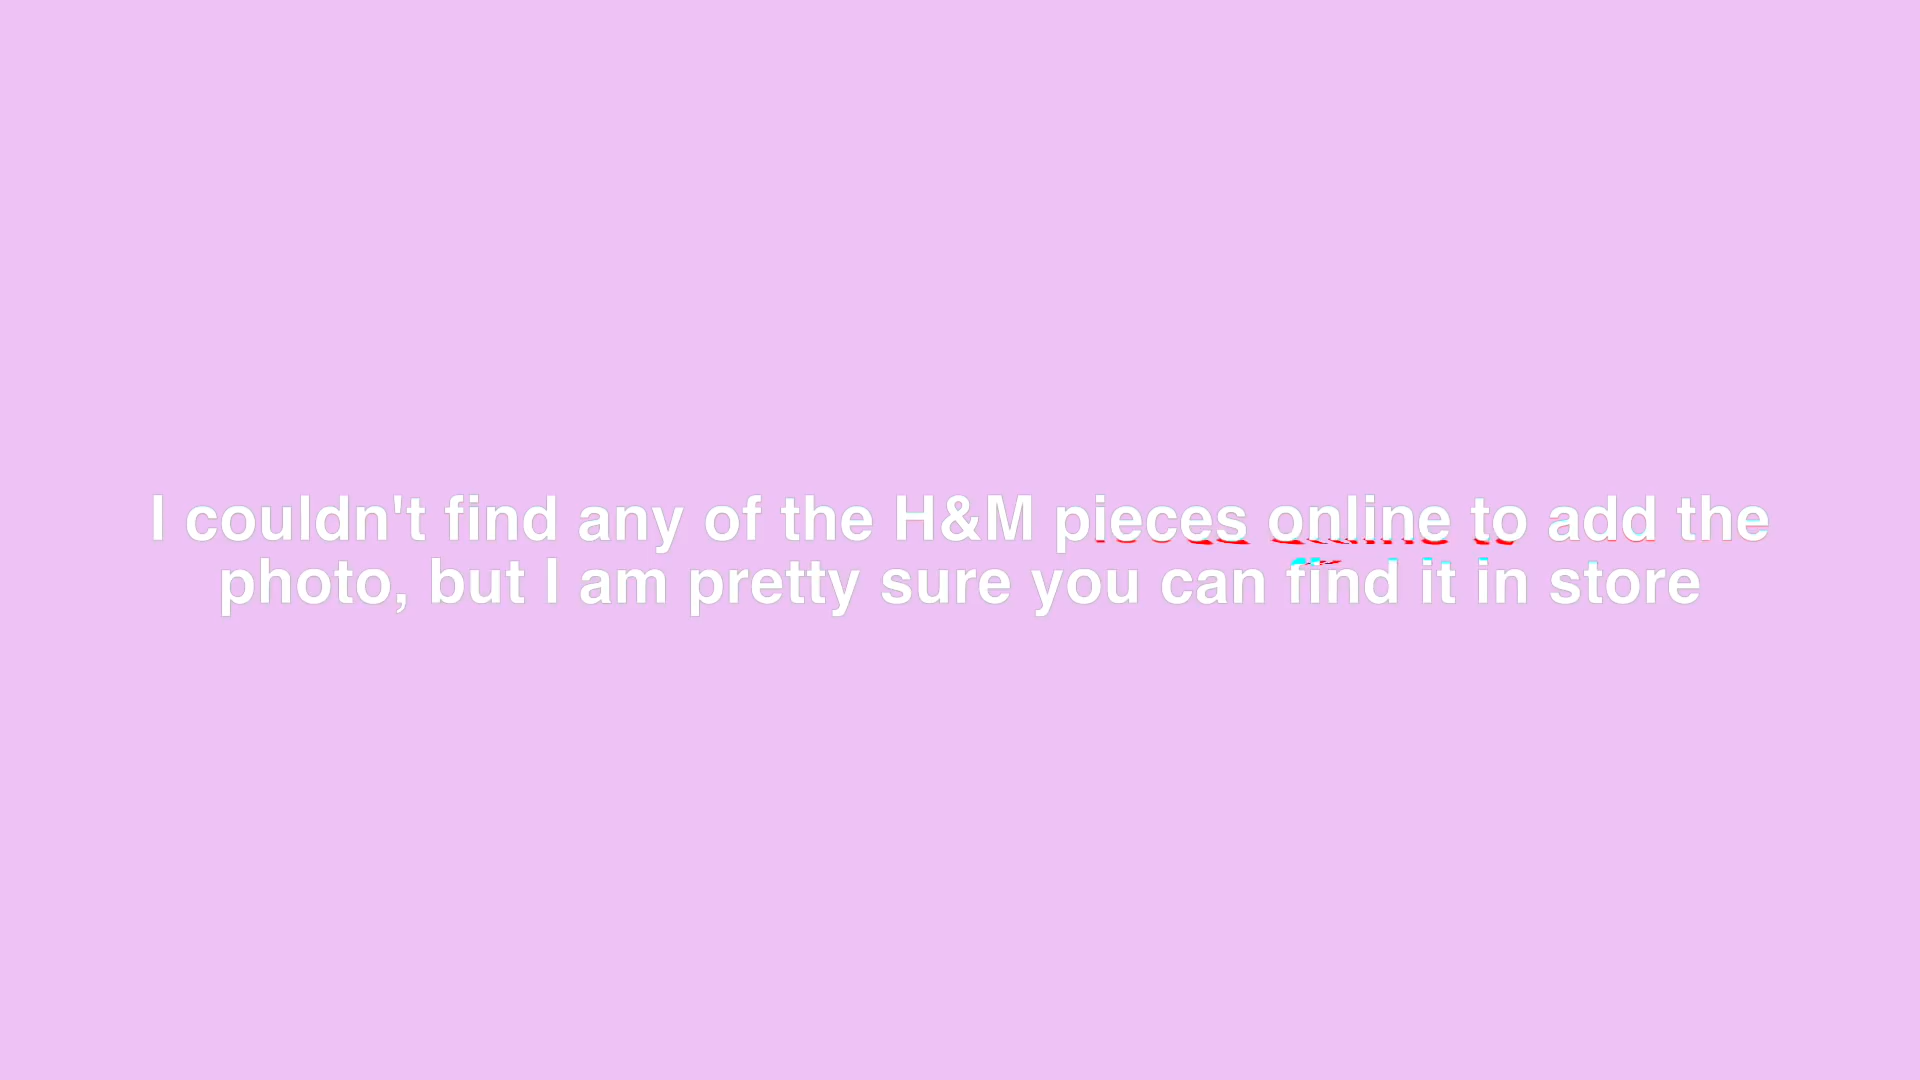 I couldn't find any of the H&M pieces online to add the
photo, but I am pretty sure you can find it in store